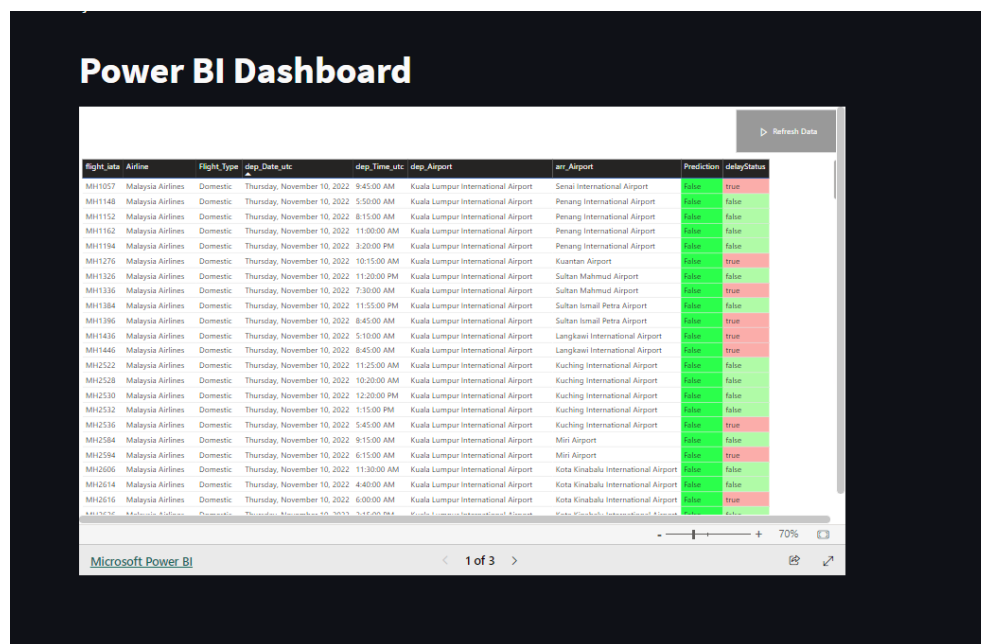 Power BI Dashboard
Refresh Data
flight_iata Airline Flight_Type dep_Date_utc dep_Time_utc dep_Airport arr_Airport Prediction delayStatus
MH1057 Malaysia Airlines Domestic Thursday, November 10, 2022 9:45:00 AM Kuala Lumpur International Airport Senai International Airport False true
MH1148 Malaysia Airlines Domestic Thursday, November 10, 2022 5:50:00 AM Kuala Lumpur International Airport Penang International Airport False false
MH1152 Malaysia Airlines Domestic Thursday, November 10, 2022 8:15:00 AM Kuala Lumpur International Airport Penang International Airport False false
MH1162 Malaysia Airlines Domestic Thursday, November 10, 2022 11:00:00 AM Kuala Lumpur International Airport Penang International Airport False false
MH1194 Malaysia Airlines Domestic Thursday, November 10, 2022 3:20:00 PM Kuala Lumpur International Airport Penang International Airport False false
MH1276 Malaysia Airlines Domestic Thursday, November 10, 2022 10:15:00 AM Kuala Lumpur International Airport Kuantan Airport False true
MH1326 Malaysia Airlines Domestic Thursday, November 10, 2022 11:20:00 PM Kuala Lumpur International Airport Sultan Mahmud Airport False false
MH1336 Malaysia Airlines Domestic Thursday, November 10, 2022 7:30:00 AM Kuala Lumpur International Airport Sultan Mahmud Airport False true
MH1384 Malaysia Airlines Domestic Thursday, November 10, 2022 11:55:00 PM Kuala Lumpur International Airport Sultan Ismail Petra Airport False false
MH1396 Malaysia Airlines Domestic Thursday, November 10, 2022 8:45:00 AM Kuala Lumpur International Airport Sultan Ismail Petra Airport False true
MH1436 Malaysia Airlines Domestic Thursday, November 10, 2022 5:10:00 AM Kuala Lumpur International Airport Langkawi International Airport False true
MH1446 Malaysia Airlines Domestic Thursday, November 10, 2022 8:45:00 AM Kuala Lumpur International Airport Langkawi International Airport False true
MH2522 Malaysia Airlines Domestic Thursday, November 10, 2022 11:25:00 AM Kuala Lumpur International Airport Kuching International Airport False false
MH2528 Malaysia Airlines Domestic Thursday, November 10, 2022 10:20:00 AM Kuala Lumpur International Airport Kuching International Airport False false
MH2530 Malaysia Airlines Domestic Thursday, November 10, 2022 12:20:00 PM Kuala Lumpur International Airport Kuching International Airport False false
MH2532 Malaysia Airlines Domestic Thursday, November 10, 2022 1:15:00 PM Kuala Lumpur International Airport Kuching International Airport False false
MH2536 Malaysia Airlines Domestic Thursday, November 10, 2022 5:45:00 AM Kuala Lumpur International Airport Kuching International Airport False true
MH2584 Malaysia Airlines Domestic Thursday, November 10, 2022 9:15:00 AM Kuala Lumpur International Airport Miri Airport False false
MH2594 Malaysia Airlines Domestic Thursday, November 10, 2022 6:15:00 AM Kuala Lumpur International Airport Miri Airport False true
MH2606 Malaysia Airlines Domestic Thursday, November 10, 2022 11:30:00 AM Kuala Lumpur International Airport Kota Kinabalu International Airport False false
MH2614 Malaysia Airlines Domestic Thursday, November 10, 2022 4:40:00 AM Kuala Lumpur International Airport Kota Kinabalu International Airport False false
MH2616 Malaysia Airlines Domestic Thursday, November 10, 2022 6:00:00 AM Kuala Lumpur International Airport Kota Kinabalu International Airport False true
- + 70%
Microsoft Power BI
1 of 3